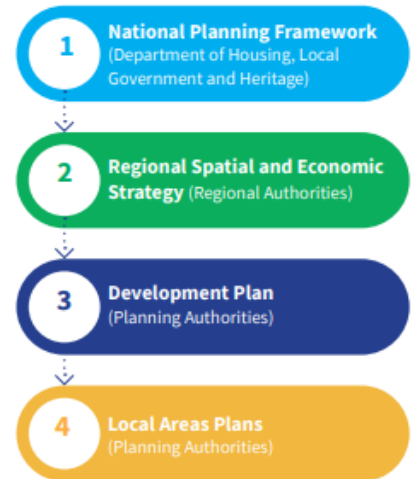 1
National Planning Framework
(Department of Housing, Local
Government and Heritage)
2
Regional Spatial and Economic
Strategy (Regional Authorities)
3
Development Plan
(Planning Authorities)
4
Local Areas Plans
(Planning Authorities)